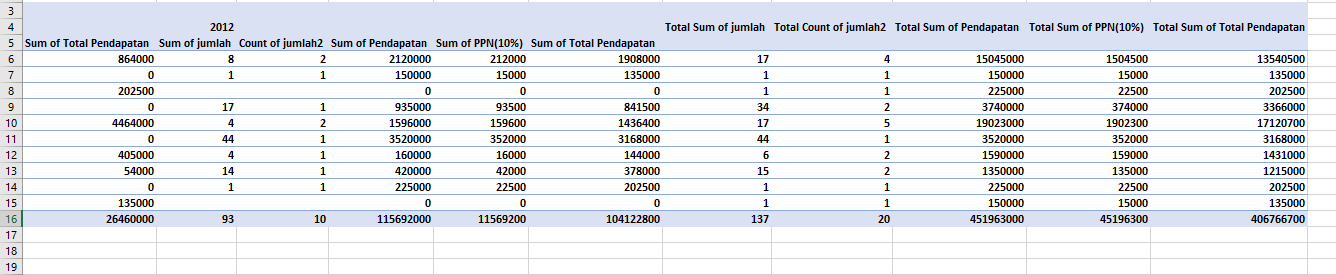 3
4 2012 Total Sum of jumlah Total Count of jumlah2 Total Sum of Pendapatan Total Sum of PPN(10%) Total Sum of Total Pendapatan
5 Sum of Total Pendapatan Sum of jumlah Count of jumlah2 Sum of Pendapatan Sum of PPN(10%) Sum of Total Pendapatan
6 864000 8 2 2120000 212000 1908000 17 4 15045000 1504500 13540500
7 0 1 1 150000 15000 135000 1 1 150000 15000 135000
8 202500 0 0 0 1 1 225000 22500 202500
9 0 17 1 935000 93500 841500 34 2 3740000 374000 3366000
10 4464000 4 2 1596000 159600 1436400 17 5 19023000 1902300 17120700
11 0 44 1 3520000 352000 3168000 44 1 3520000 352000 3168000
12 405000 4 1 160000 16000 144000 6 2 1590000 159000 1431000
13 54000 14 1 420000 42000 378000 15 2 1350000 135000 1215000
14 0 1 1 225000 22500 202500 1 1 225000 22500 202500
15 135000 0 0 0 1 1 150000 15000 135000
16 26460000 93 10 115692000 11569200 104122800 137 20 451963000 45196300 406766700
17
18
19